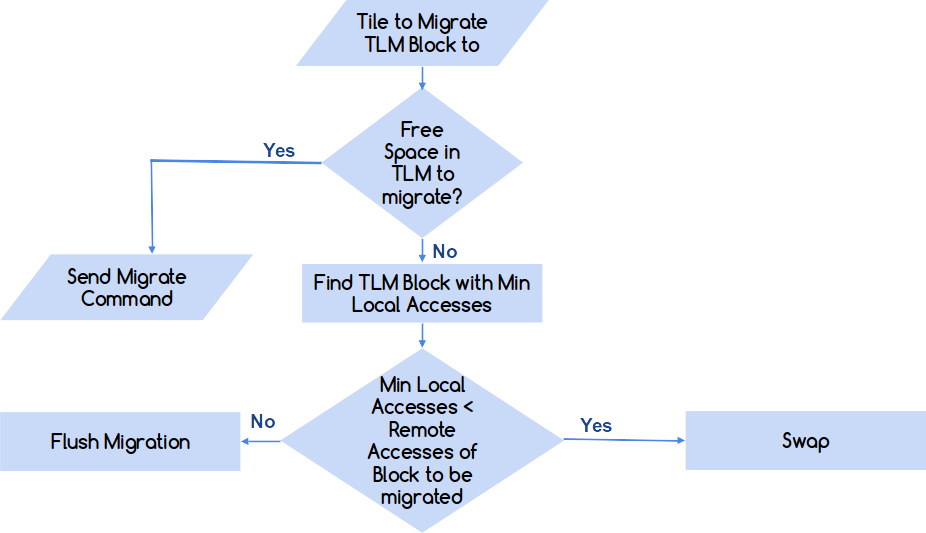 Tile to Migrate
TLM Block to
Free
Space in
TLM to
migrate?
Yes
No
Send Migrate
Command
Find TLM Block with Min
Local Accesses
Min Local
Accesses <
Remote
Accesses of
Block to be
migrated
No
Yes
Flush Migration
Swap